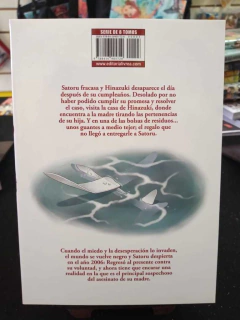 SERIE DE 8 TOMOS
www.editorialivrea.com
Satoru fracasa y Hinazuki desaparece el día
después de su cumpleaños. Desolado por no
haber podido cumplir su promesa y resolver
el caso, visita la casa de Hinazuki, donde
encuentra a la madre tirando las pertenencias
de su hija. Y en una de las bolsas de residuos...
unos guantes a medio tejer; el regalo que
no llegó a entregarle a Satoru.
Cuando el miedo y la desesperación lo invaden,
el mundo se vuelve negro y Satoru despierta
en el año 2006: Regresó al presente contra
su voluntad, y ahora tiene que encarar una
realidad en la que es el principal sospechoso
del asesinato de su madre.